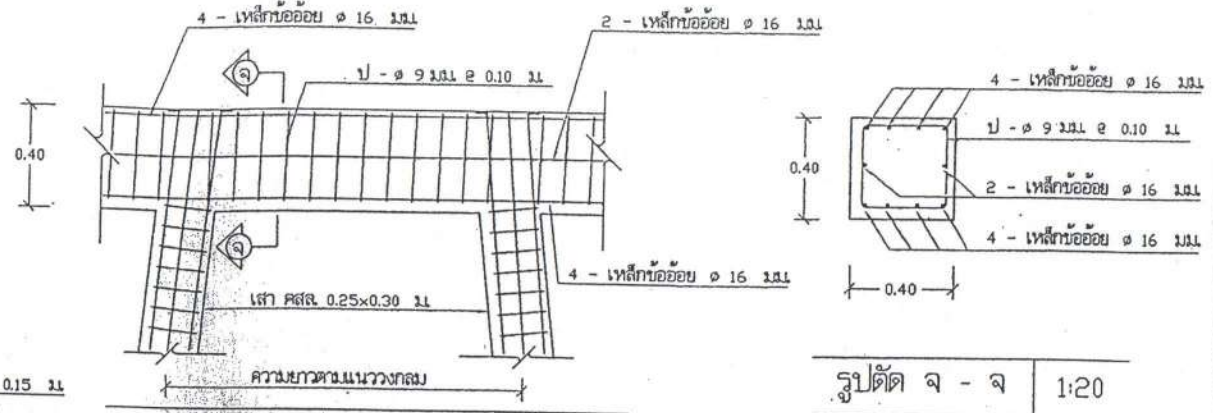 4 - เหล็กข้ออ้อย ø 16 มม.
2 - เหล็กข้ออ้อย ø 16 มม.
จ
ป - ø 9 มม. @ 0.10 ม.
0.40
จ
4 - เหล็กข้ออ้อย ø 16 มม.
เสา คสล. 0.25x0.30 ม.
ความยาวตามแนววงกลม
0.15 ม.
4 - เหล็กข้ออ้อย ø 16 มม.
ป - ø 9 มม. @ 0.10 ม.
0.40
2 - เหล็กข้ออ้อย ø 16 มม.
4 - เหล็กข้ออ้อย ø 16 มม.
0.40
รูปตัด จ - จ
1:20